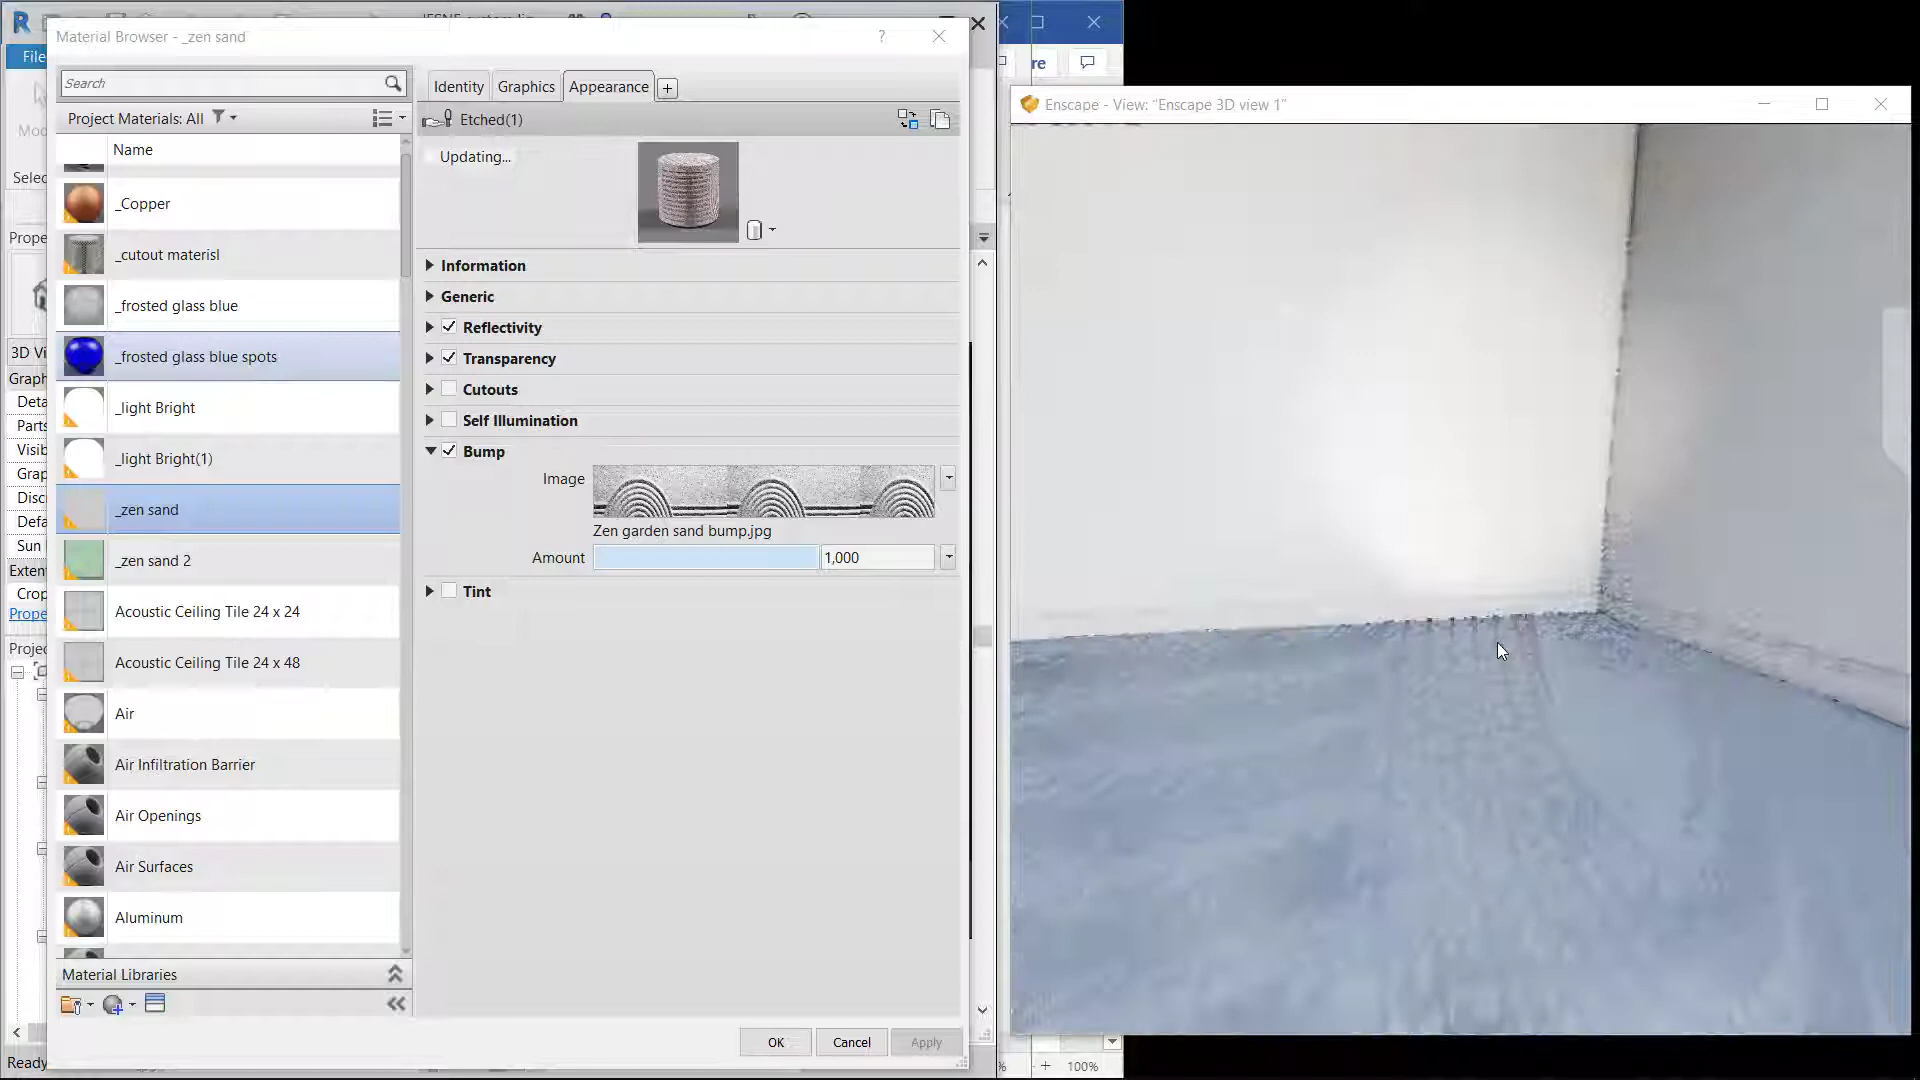 Material Browser - _zen sand
?
File
Search
Project Materials: All
Name
_Copper
_cutout materisl
_frosted glass blue
_frosted glass blue spots
_light Bright
_light Bright(1)
_zen sand
_zen sand 2
Acoustic Ceiling Tile 24 x 24
Acoustic Ceiling Tile 24 x 48
Air
Air Infiltration Barrier
Air Openings
Air Surfaces
Aluminum
Material Libraries
Identity
Graphics
Appearance
Etched(1)
Updating...
Information
Generic
Reflectivity
Transparency
Cutouts
Self Illumination
Bump
Image
Zen garden sand bump.jpg
Amount
1,000
Tint
OK
Cancel
Apply
Selec
Prope
3D Vi
Graph
Deta
Parts
Visib
Grap
Disci
Defa
Sun
Exten
Crop
Prope
Projec
Ready
re
Enscape - View: “Enscape 3D view 1”
%
100%